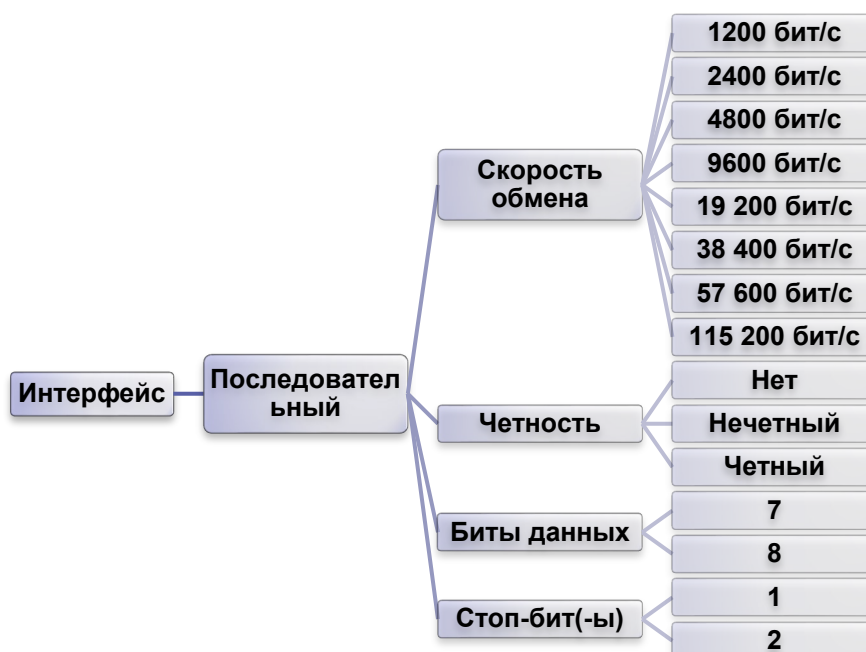 Интерфейс
Последовател
ьный
Скорость
обмена
1200 бит/с
2400 бит/с
4800 бит/с
9600 бит/с
19 200 бит/с
38 400 бит/с
57 600 бит/с
115 200 бит/с
Четность
Нет
Нечетный
Четный
Биты данных
7
8
Стоп-бит(-ы)
1
2